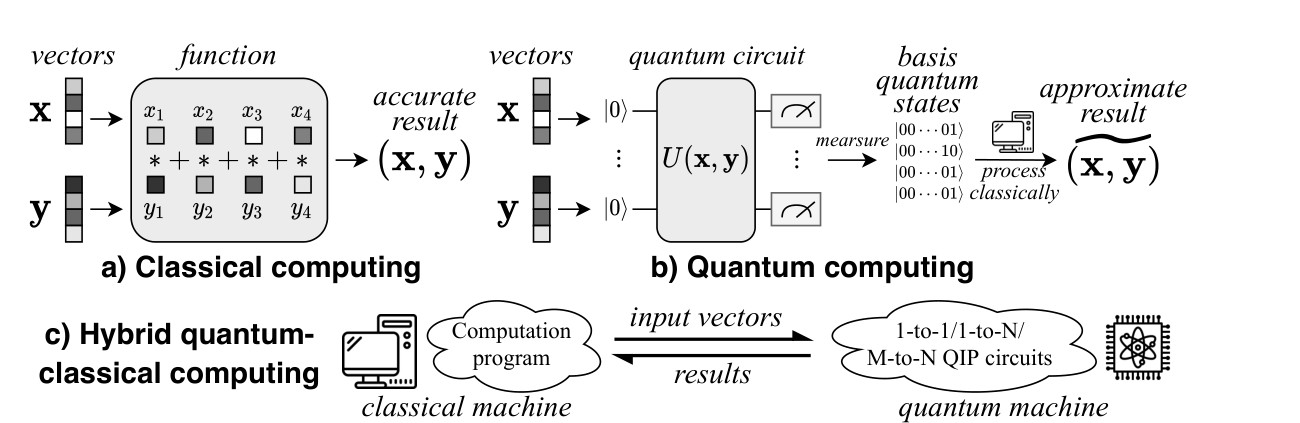 vectors
function
x
x₁ x₂ x₃ x₄
* + * + * + *
y
y₁ y₂ y₃ y₄
accurate
result
(x, y)
a) Classical computing
vectors
quantum circuit
x
|0⟩
⋮
U(x, y)
⋮
y
|0⟩
mearsure
basis
quantum
states
|00⋯01⟩
|00⋯10⟩
|00⋯01⟩
|00⋯01⟩
process
classically
approximate
result
(x, y)
b) Quantum computing
c) Hybrid quantum-
classical computing
Computation
program
classical machine
input vectors
results
1-to-1/1-to-N/
M-to-N QIP circuits
quantum machine